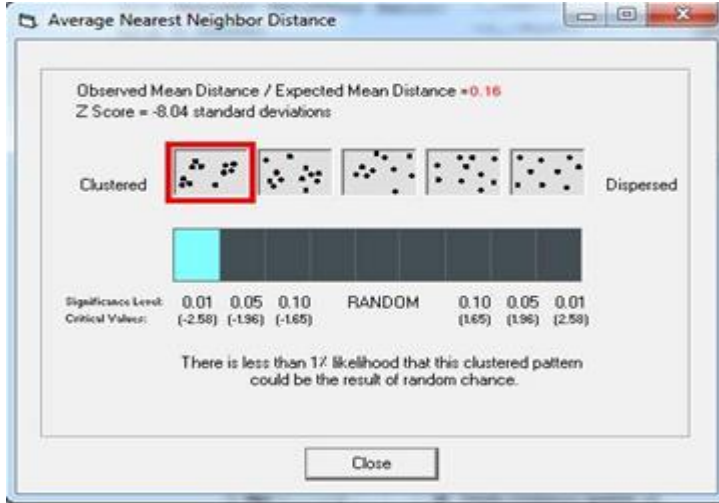 Average Nearest Neighbor Distance
Observed Mean Distance / Expected Mean Distance =0.16
Z Score = -8.04 standard deviations
Clustered
Dispersed
Significance Level: 0.01 0.05 0.10 RANDOM 0.10 0.05 0.01
Critical Values: (-2.58) (-1.96) (-1.65) (1.65) (1.96) (2.58)
There is less than 1% likelihood that this clustered pattern
could be the result of random chance.
Close